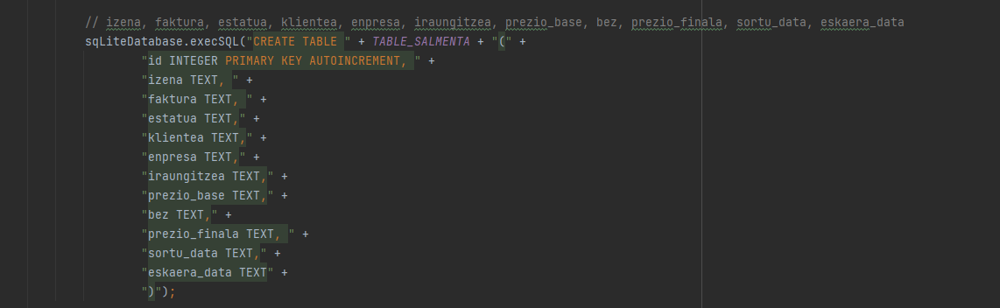 // izena, faktura, estatua, klientea, enpresa, iraungitzea, prezio_base, bez, prezio_finala, sortu_data, eskaera_data
sqLiteDatabase.execSQL("CREATE TABLE " + TABLE_SALMENTA + "(" +
"id INTEGER PRIMARY KEY AUTOINCREMENT, " +
"izena TEXT, " +
"faktura TEXT, " +
"estatua TEXT," +
"klientea TEXT," +
"enpresa TEXT," +
"iraungitzea TEXT," +
"prezio_base TEXT," +
"bez TEXT," +
"prezio_finala TEXT, " +
"sortu_data TEXT," +
"eskaera_data TEXT" +
")");